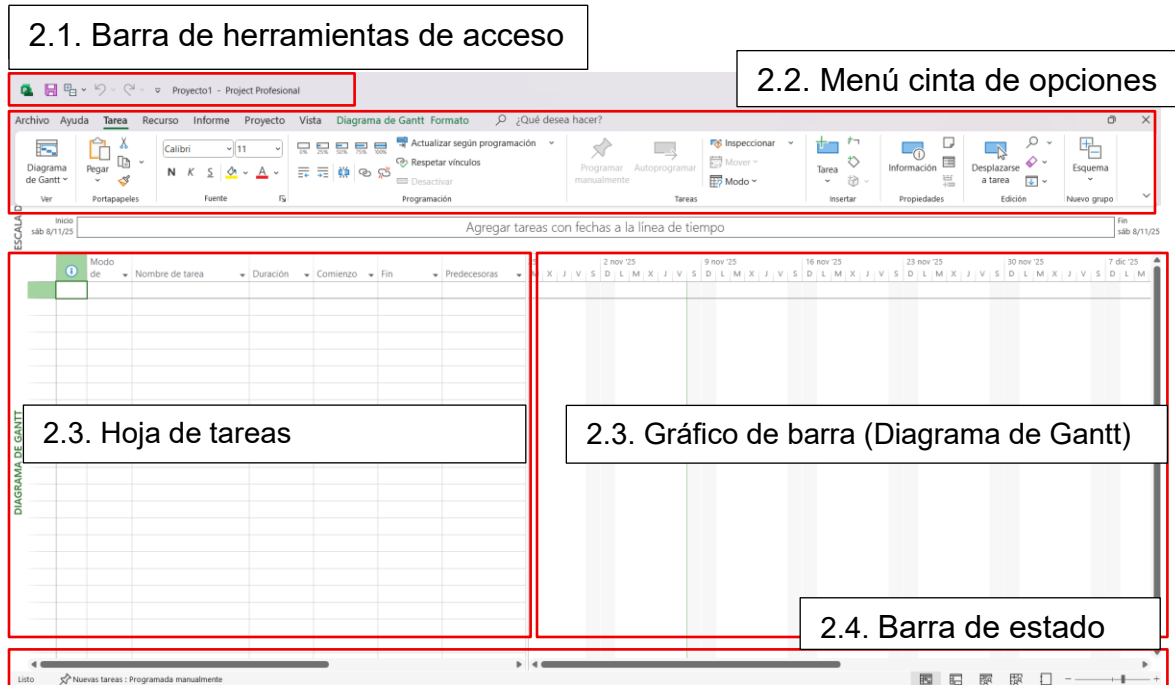 2.1. Barra de herramientas de acceso
2.2. Menú cinta de opciones
Proyecto1 - Project Profesional
Archivo Ayuda Tarea Recurso Informe Proyecto Vista Diagrama de Gantt Formato ¿Qué desea hacer?
Diagrama de Gantt
Pegar
Calibri 11
N K S A
0% 25% 50% 75% 100%
Actualizar según programación
Respetar vínculos
Desactivar
Programar manualmente
Autoprogramar
Inspeccionar
Mover
Modo
Tarea
Información
Desplazarse a tarea
Esquema
Ver Portapapeles Fuente Programación Tareas Insertar Propiedades Edición Nuevo grupo
ESCALA D
Inicio
sáb 8/11/25
Agregar tareas con fechas a la línea de tiempo
Fin
sáb 8/11/25
Modo de Nombre de tarea Duración Comienzo Fin Predecesoras
2 nov '25 9 nov '25 16 nov '25 23 nov '25 30 nov '25 7 dic '25
X J V S D L M X J V S D L M X J V S D L M X J V S D L M X J V S D L M X J V S D L M
2.3. Hoja de tareas
2.3. Gráfico de barra (Diagrama de Gantt)
DIAGRAMA DE GANTT
2.4. Barra de estado
Listo Nuevas tareas : Programada manualmente